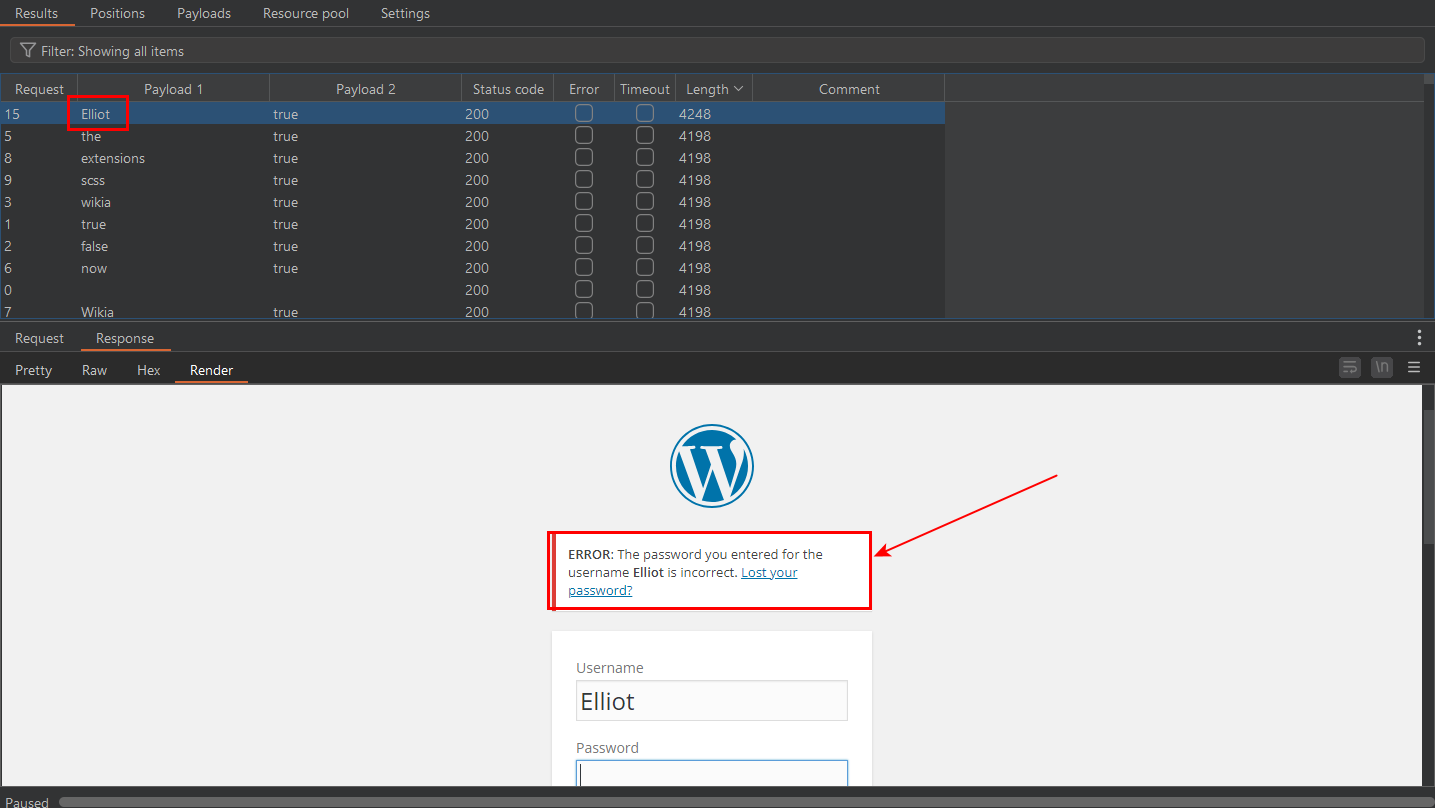 Results Positions Payloads Resource pool Settings
Filter: Showing all items
Request Payload 1 Payload 2 Status code Error Timeout Length Comment
15 Elliot true 200 4248
5 the true 200 4198
8 extensions true 200 4198
9 scss true 200 4198
3 wikia true 200 4198
1 true true 200 4198
2 false true 200 4198
6 now true 200 4198
0 200 4198
7 Wikia true 200 4198
Request Response
Pretty Raw Hex Render \n
ERROR: The password you entered for the
username Elliot is incorrect. Lost your
password?
Username
Elliot
Password
Paused